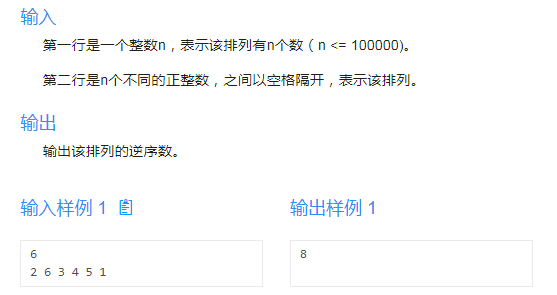 输入
第一行是一个整数n，表示该排列有n个数（n <= 100000)。
第二行是n个不同的正整数，之间以空格隔开，表示该排列。
输出
输出该排列的逆序数。
输入样例 1
输出样例 1
6
2 6 3 4 5 1
8